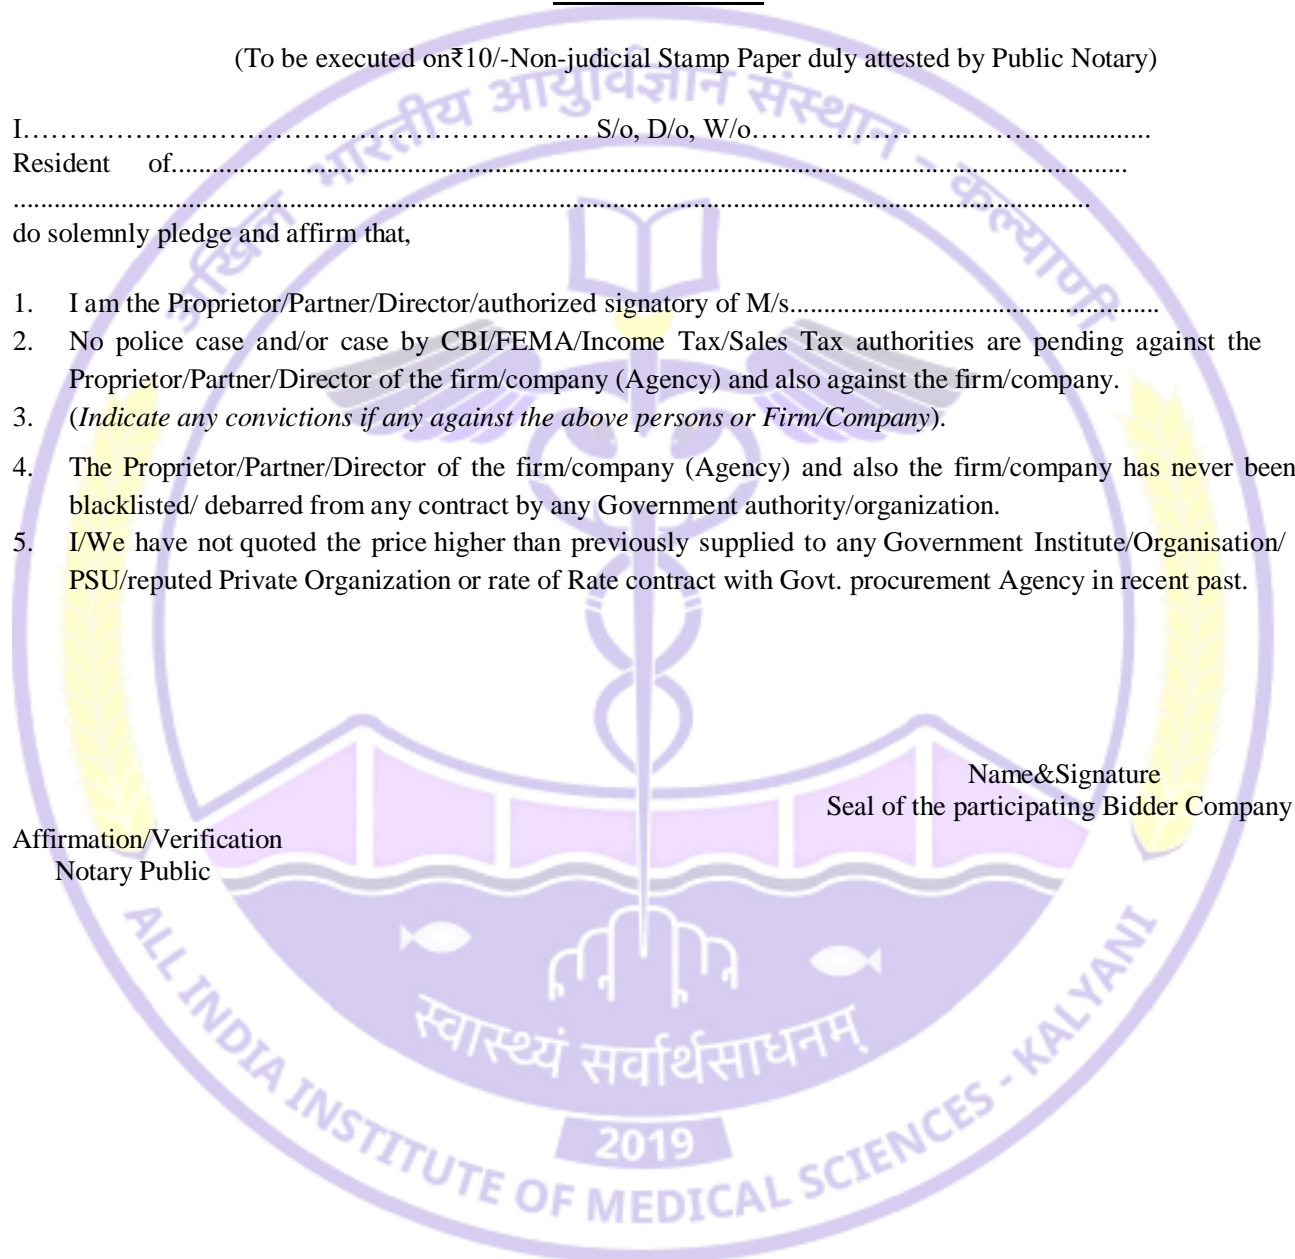 (To be executed on₹10/-Non-judicial Stamp Paper duly attested by Public Notary)
I…………………………………………………. S/o, D/o, W/o…………………....………..............
Resident of.............................................................................................................................................
...............................................................................................................................................................
do solemnly pledge and affirm that,
1. I am the Proprietor/Partner/Director/authorized signatory of M/s.......................................................
2. No police case and/or case by CBI/FEMA/Income Tax/Sales Tax authorities are pending against the
Proprietor/Partner/Director of the firm/company (Agency) and also against the firm/company.
3. (Indicate any convictions if any against the above persons or Firm/Company).
4. The Proprietor/Partner/Director of the firm/company (Agency) and also the firm/company has never been
blacklisted/ debarred from any contract by any Government authority/organization.
5. I/We have not quoted the price higher than previously supplied to any Government Institute/Organisation/
PSU/reputed Private Organization or rate of Rate contract with Govt. procurement Agency in recent past.
Name&Signature
Seal of the participating Bidder Company
Affirmation/Verification
Notary Public
अखिल भारतीय आयुर्विज्ञान संस्थान - कल्याणी
स्वास्थ्यं सर्वार्थसाधनम्
2019
ALL INDIA INSTITUTE OF MEDICAL SCIENCES - KALYANI